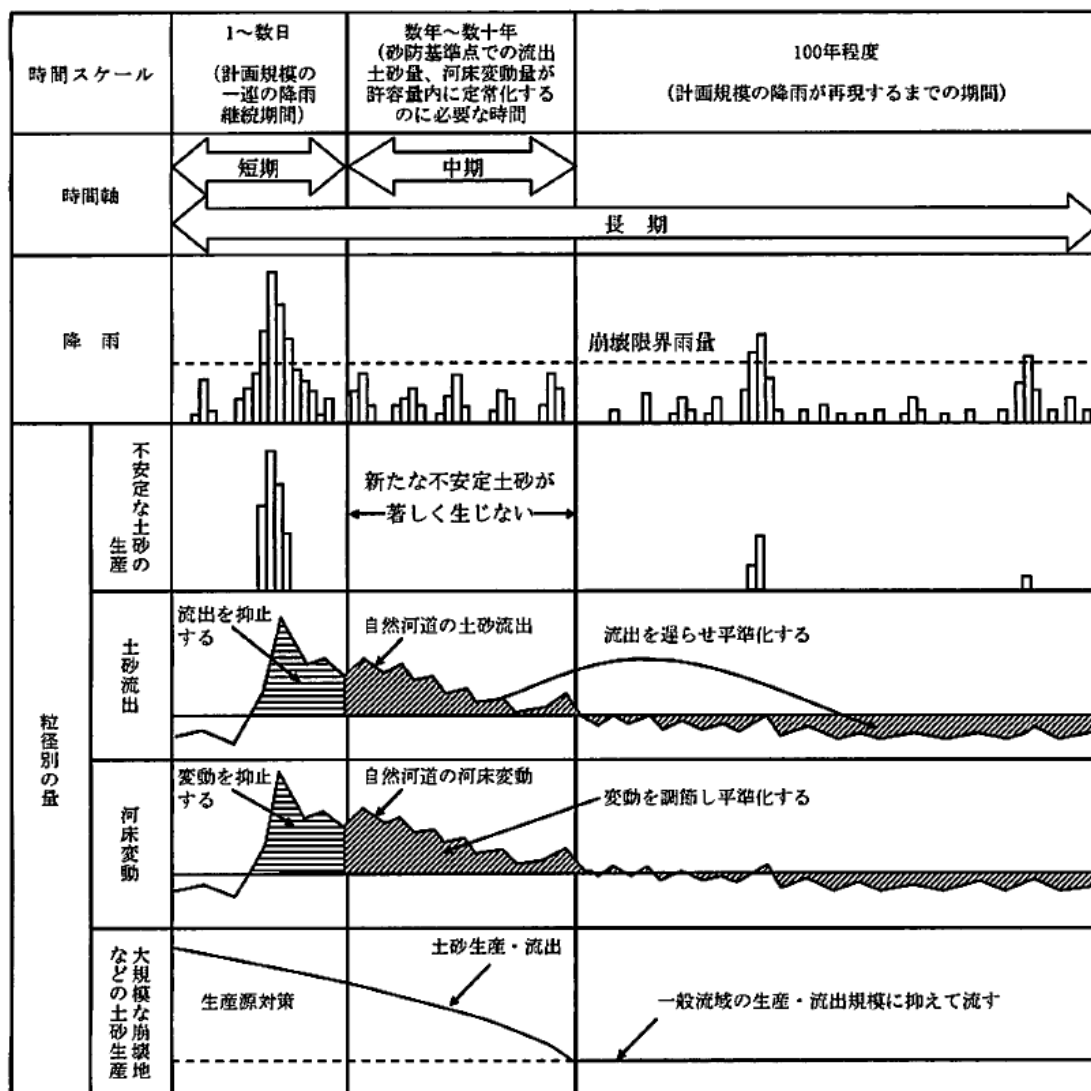 時間スケール
1〜数日
(計画規模の
一連の降雨
継続期間)
数年〜数十年
(砂防基準点での流出
土砂量、河床変動量が
許容量内に定常化する
のに必要な時間
100年程度
(計画規模の降雨が再現するまでの期間)
時間軸
短期
中期
長 期
降 雨
崩壊限界雨量
粒径別の量
不安定な土砂の
生産
新たな不安定土砂が
著しく生じない
土砂流出
流出を抑止
する
自然河道の土砂流出
流出を遅らせ平準化する
河床変動
変動を抑止
する
自然河道の河床変動
変動を調節し平準化する
大規模な崩壊地
などの土砂生産
生産源対策
土砂生産・流出
一般流域の生産・流出規模に抑えて流す